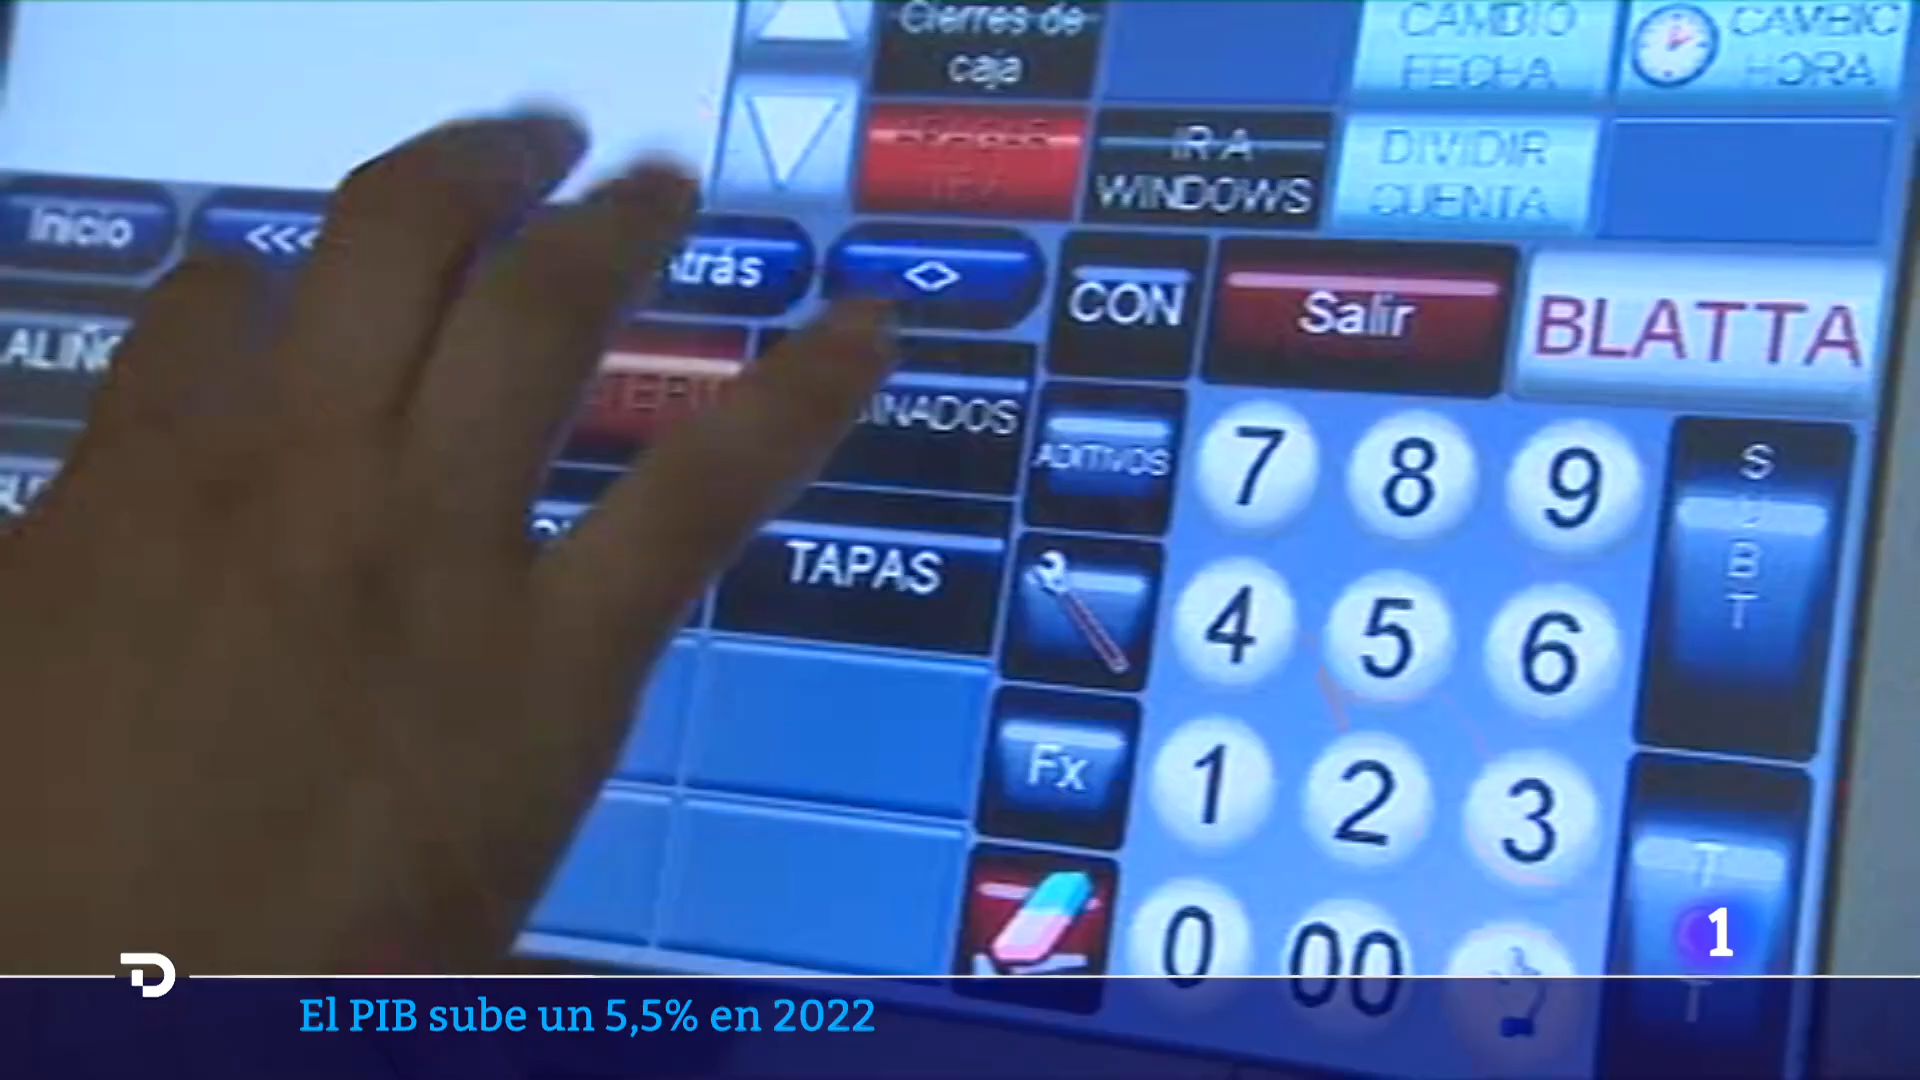 Cierres de
caja
CAMBIO
FECHA
CAMBIO
HORA
IR A
WINDOWS
DIVIDIR
CUENTA
Inicio
<<<
Atrás
<>
CON
Salir
BLATTA
ADITIVOS
TAPAS
Fx
7 8 9
4 5 6
1 2 3
0 00
SUBT
1
El PIB sube un 5,5% en 2022